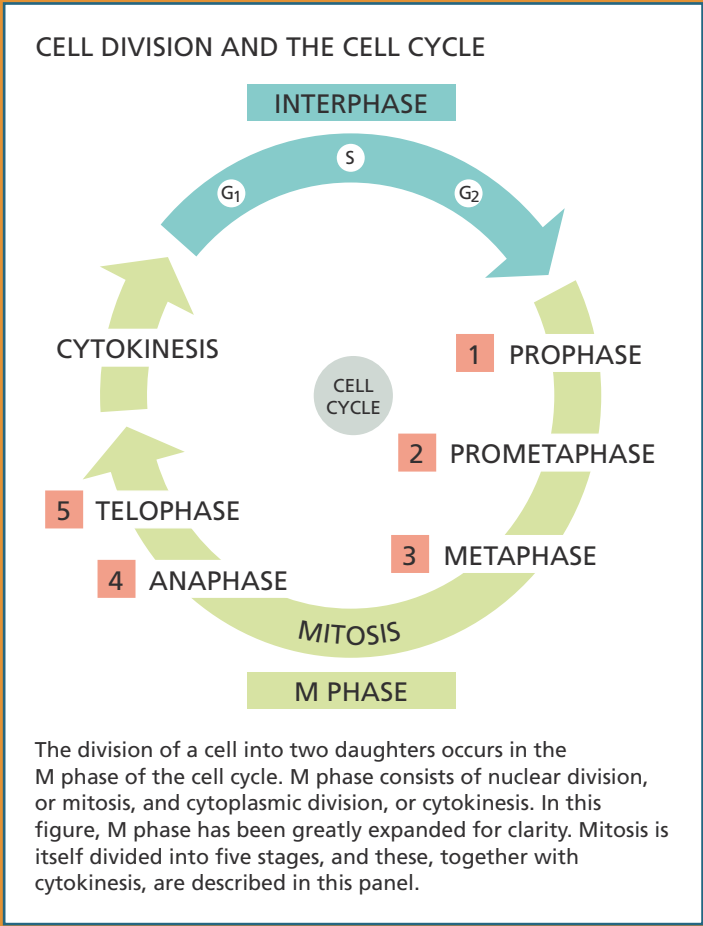 CELL DIVISION AND THE CELL CYCLE
INTERPHASE
G1
S
G2
1 PROPHASE
2 PROMETAPHASE
3 METAPHASE
4 ANAPHASE
5 TELOPHASE
CYTOKINESIS
CELL
CYCLE
MITOSIS
M PHASE
The division of a cell into two daughters occurs in the
M phase of the cell cycle. M phase consists of nuclear division,
or mitosis, and cytoplasmic division, or cytokinesis. In this
figure, M phase has been greatly expanded for clarity. Mitosis is
itself divided into five stages, and these, together with
cytokinesis, are described in this panel.